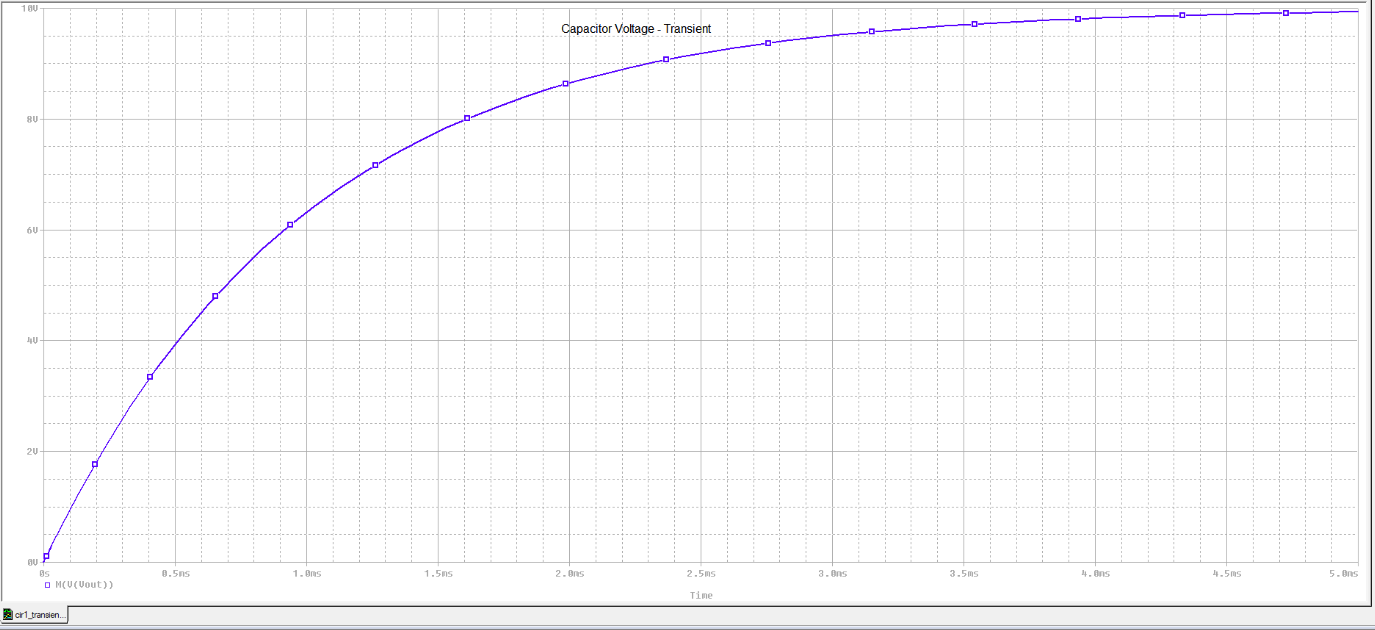 10V
Capacitor Voltage - Transient
8V
6V
4V
2V
0V
0s 0.5ms 1.0ms 1.5ms 2.0ms 2.5ms 3.0ms 3.5ms 4.0ms 4.5ms 5.0ms
M(V(Vout))
Time
cir1_transien...